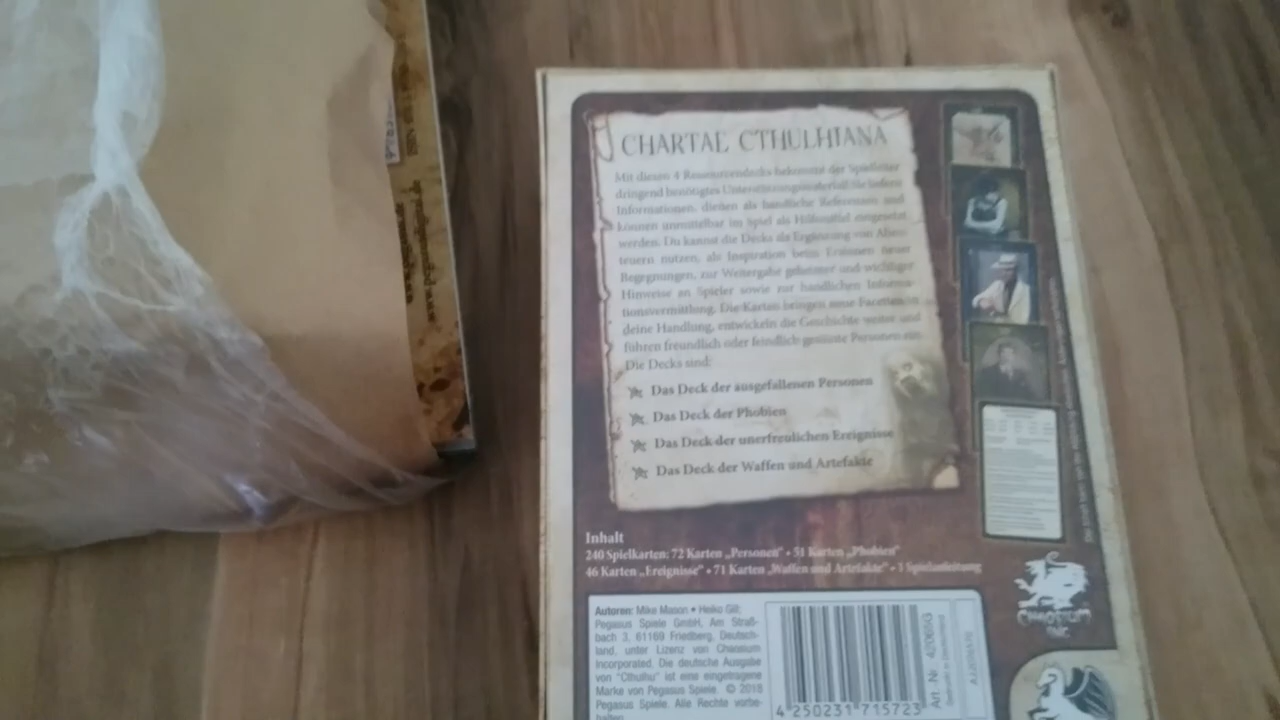 CHARTAE CTHULHIANA
Mit diesen 4 Ressourcendecks bekommt der Spielleiter
dringend benötigtes Unterstützungsmaterial: Sie liefern
Informationen, dienen als handliche Referenzen und
können unmittelbar im Spiel als Hilfsmittel eingesetzt
werden. Du kannst die Decks als Ergänzung von Aben-
teuern nutzen, als Inspiration beim Ersinnen neuer
Begegnungen, zur Weitergabe geheimer und wichtiger
Hinweise an Spieler sowie zur handlichen Informa-
tionsvermittlung. Die Karten bringen neue Facetten in
deine Handlung, entwickeln die Geschichte weiter und
führen freundlich oder feindlich gesinnte Personen ein.
Die Decks sind:
Das Deck der ausgefallenen Personen
Das Deck der Phobien
Das Deck der unerfreulichen Ereignisse
Das Deck der Waffen und Artefakte
Inhalt
240 Spielkarten: 72 Karten „Personen“ • 51 Karten „Phobien“
46 Karten „Ereignisse“ • 71 Karten „Waffen und Artefakte“ • 1 Spielanleitung
Autoren: Mike Mason • Heiko Gill;
Pegasus Spiele GmbH, Am Straß-
bach 3, 61169 Friedberg, Deutsch-
land, unter Lizenz von Chaosium
Incorporated. Die deutsche Ausgabe
von "Cthulhu" ist eine eingetragene
Marke von Pegasus Spiele. © 2018
Pegasus Spiele. Alle Rechte vorbe-
halten.
4 250231 715723
Art.-Nr.
CHAOSIUM
INC.